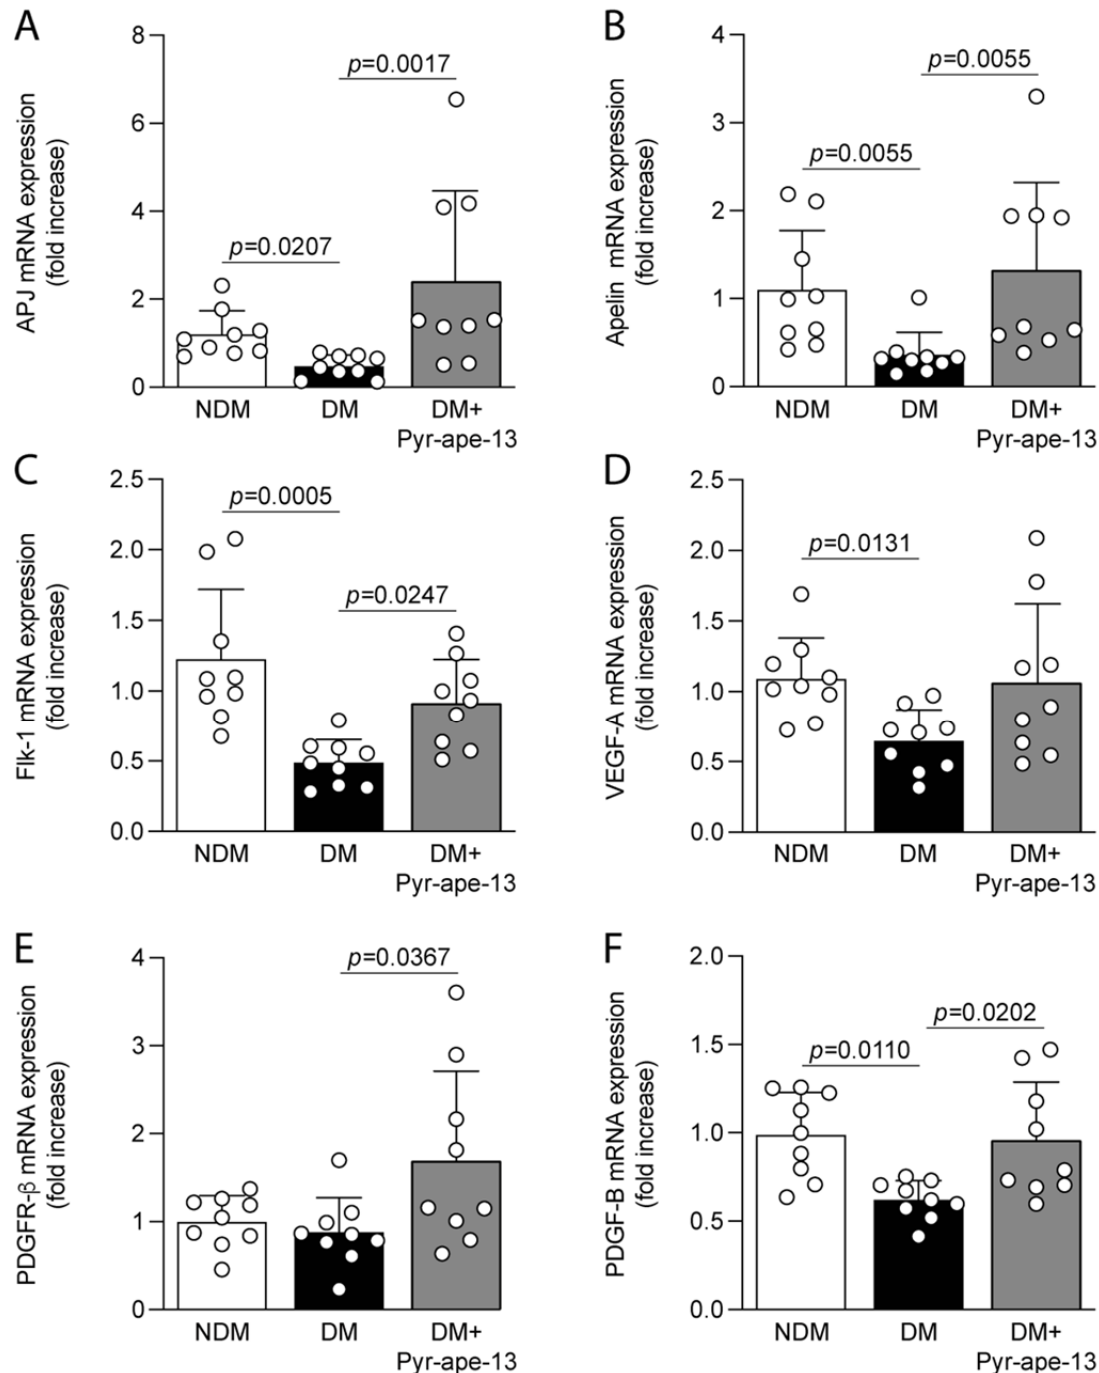 A
APJ mRNA expression
(fold increase)
8
6
4
2
0
p=0.0207
p=0.0017
NDM
DM
DM+
Pyr-ape-13
B
Apelin mRNA expression
(fold increase)
4
3
2
1
0
p=0.0055
p=0.0055
NDM
DM
DM+
Pyr-ape-13
C
Flk-1 mRNA expression
(fold increase)
2.5
2.0
1.5
1.0
0.5
0.0
p=0.0005
p=0.0247
NDM
DM
DM+
Pyr-ape-13
D
VEGF-A mRNA expression
(fold increase)
2.5
2.0
1.5
1.0
0.5
0.0
p=0.0131
NDM
DM
DM+
Pyr-ape-13
E
PDGFR-β mRNA expression
(fold increase)
4
3
2
1
0
p=0.0367
NDM
DM
DM+
Pyr-ape-13
F
PDGF-B mRNA expression
(fold increase)
2.0
1.5
1.0
0.5
0.0
p=0.0110
p=0.0202
NDM
DM
DM+
Pyr-ape-13